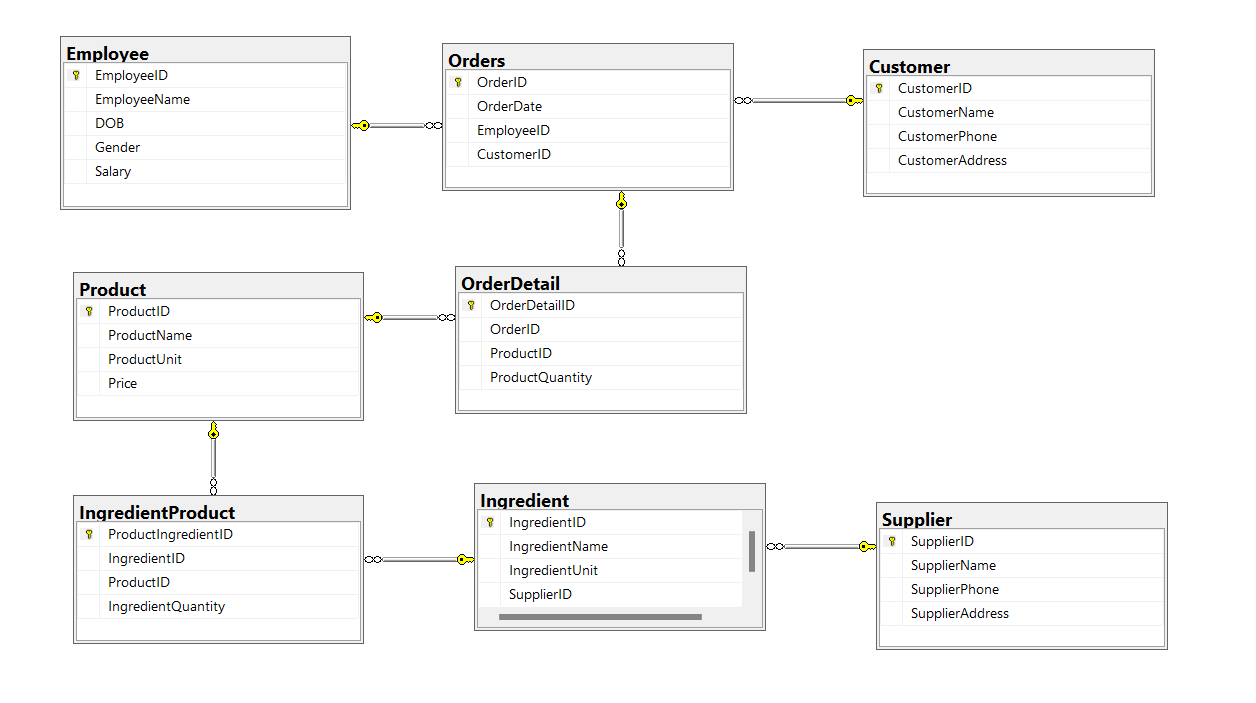 Employee
EmployeeID
EmployeeName
DOB
Gender
Salary
Orders
OrderID
OrderDate
EmployeeID
CustomerID
Customer
CustomerID
CustomerName
CustomerPhone
CustomerAddress
Product
ProductID
ProductName
ProductUnit
Price
OrderDetail
OrderDetailID
OrderID
ProductID
ProductQuantity
IngredientProduct
ProductIngredientID
IngredientID
ProductID
IngredientQuantity
Ingredient
IngredientID
IngredientName
IngredientUnit
SupplierID
Supplier
SupplierID
SupplierName
SupplierPhone
SupplierAddress